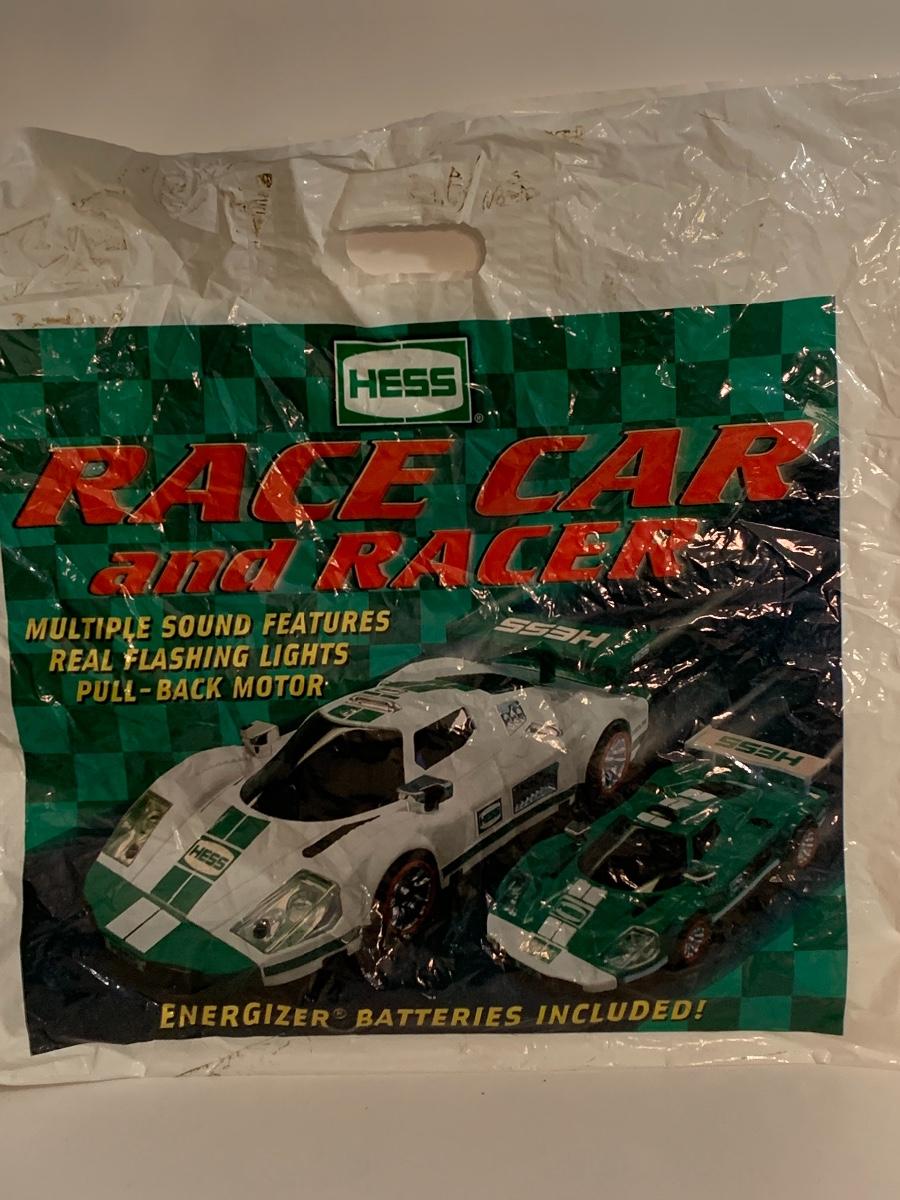 HESS®
RACE CAR
and RACER
MULTIPLE SOUND FEATURES
REAL FLASHING LIGHTS
PULL-BACK MOTOR
HESS
HESS
HESS
HESS
ENERGIZER® BATTERIES INCLUDED!